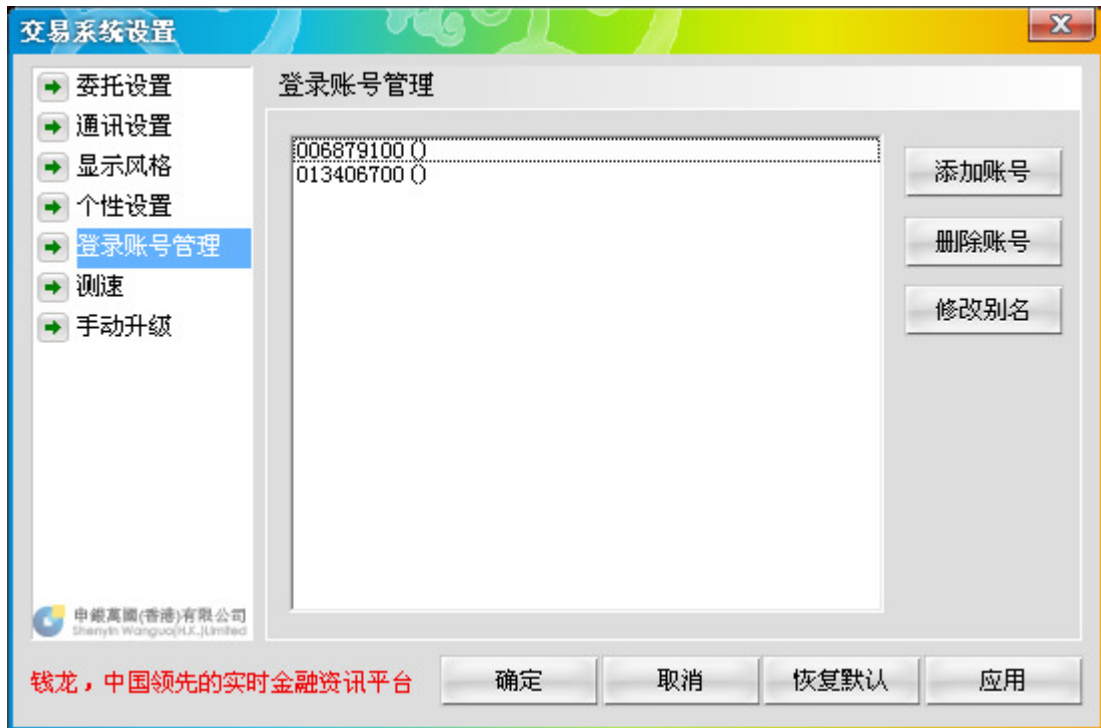 交易系统设置
委托设置
通讯设置
显示风格
个性设置
登录账号管理
测速
手动升级
申銀萬國(香港)有限公司
Shenyin Wanguo(H.K.)Limited
登录账号管理
006879100 ()
013406700 ()
添加账号
删除账号
修改别名
钱龙，中国领先的实时金融资讯平台
确定
取消
恢复默认
应用